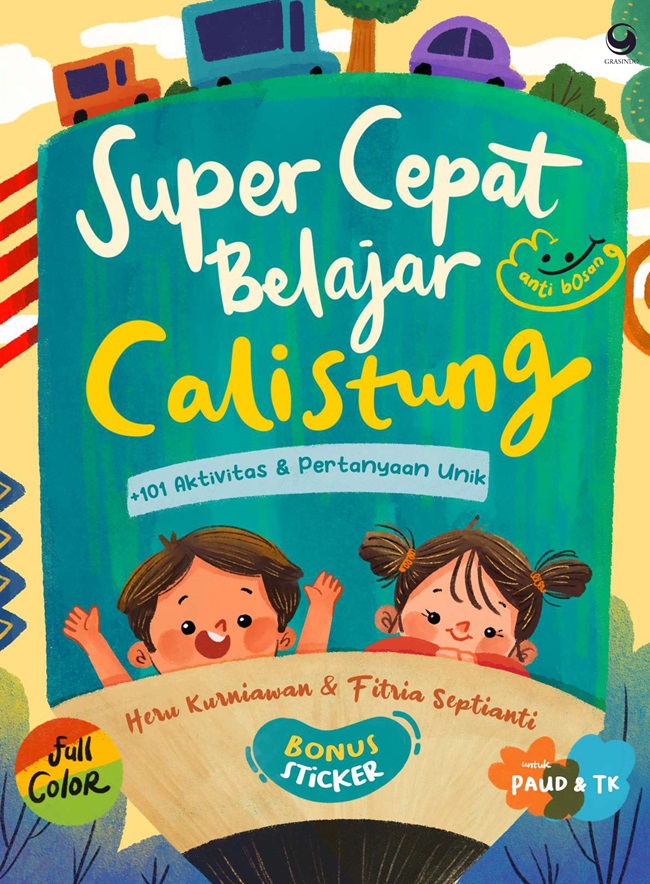 GRASINDO
Super Cepat
Belajar
anti bosan
Calistung
+101 Aktivitas & Pertanyaan Unik
Heru Kurniawan & Fitria Septianti
Full
Color
BONUS
STICKER
untuk
PAUD & TK